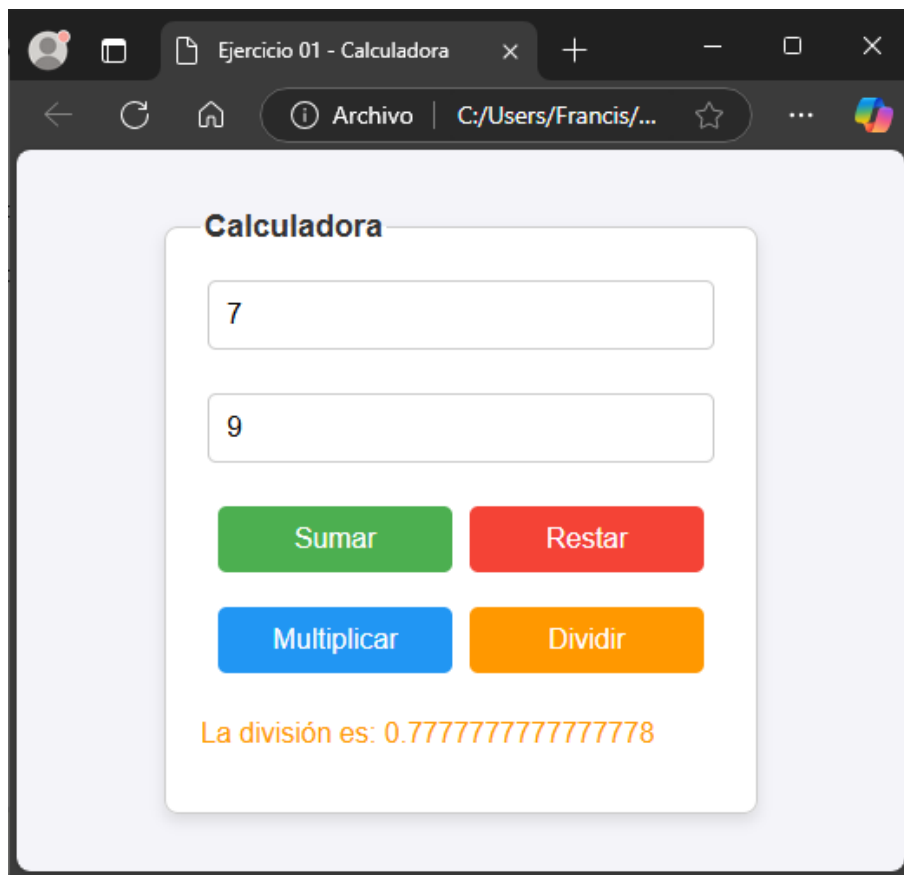 Ejercicio 01 - Calculadora
Archivo C:/Users/Francis/...
Calculadora
7
9
Sumar Restar
Multiplicar Dividir
La división es: 0.7777777777777778